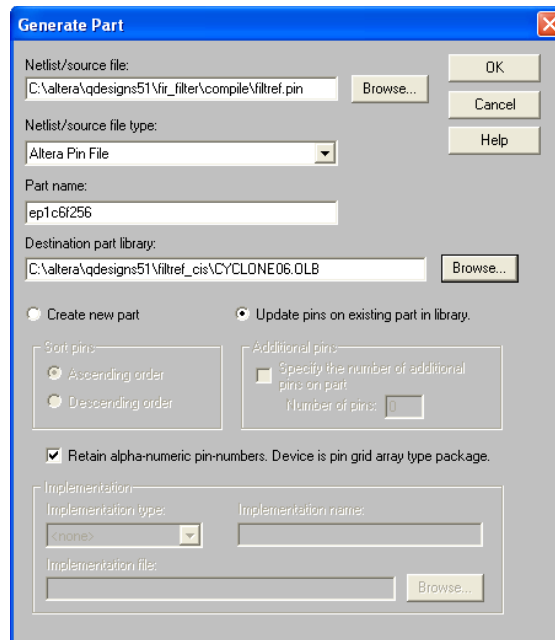 Generate Part
Netlist/source file:
OK
C:\altera\qdesigns51\fir_filter\compile\filtref.pin
Browse...
Cancel
Netlist/source file type:
Help
Altera Pin File
Part name:
ep1c6f256
Destination part library:
C:\altera\qdesigns51\filtref_cis\CYCLONE06.OLB
Browse...
Create new part
Update pins on existing part in library.
Sort pins
Additional pins
Ascending order
Specify the number of additional
pins on part
Descending order
Number of pins: 0
Retain alpha-numeric pin-numbers. Device is pin grid array type package.
Implementation
Implementation type:
Implementation name:
<none>
Implementation file:
Browse...